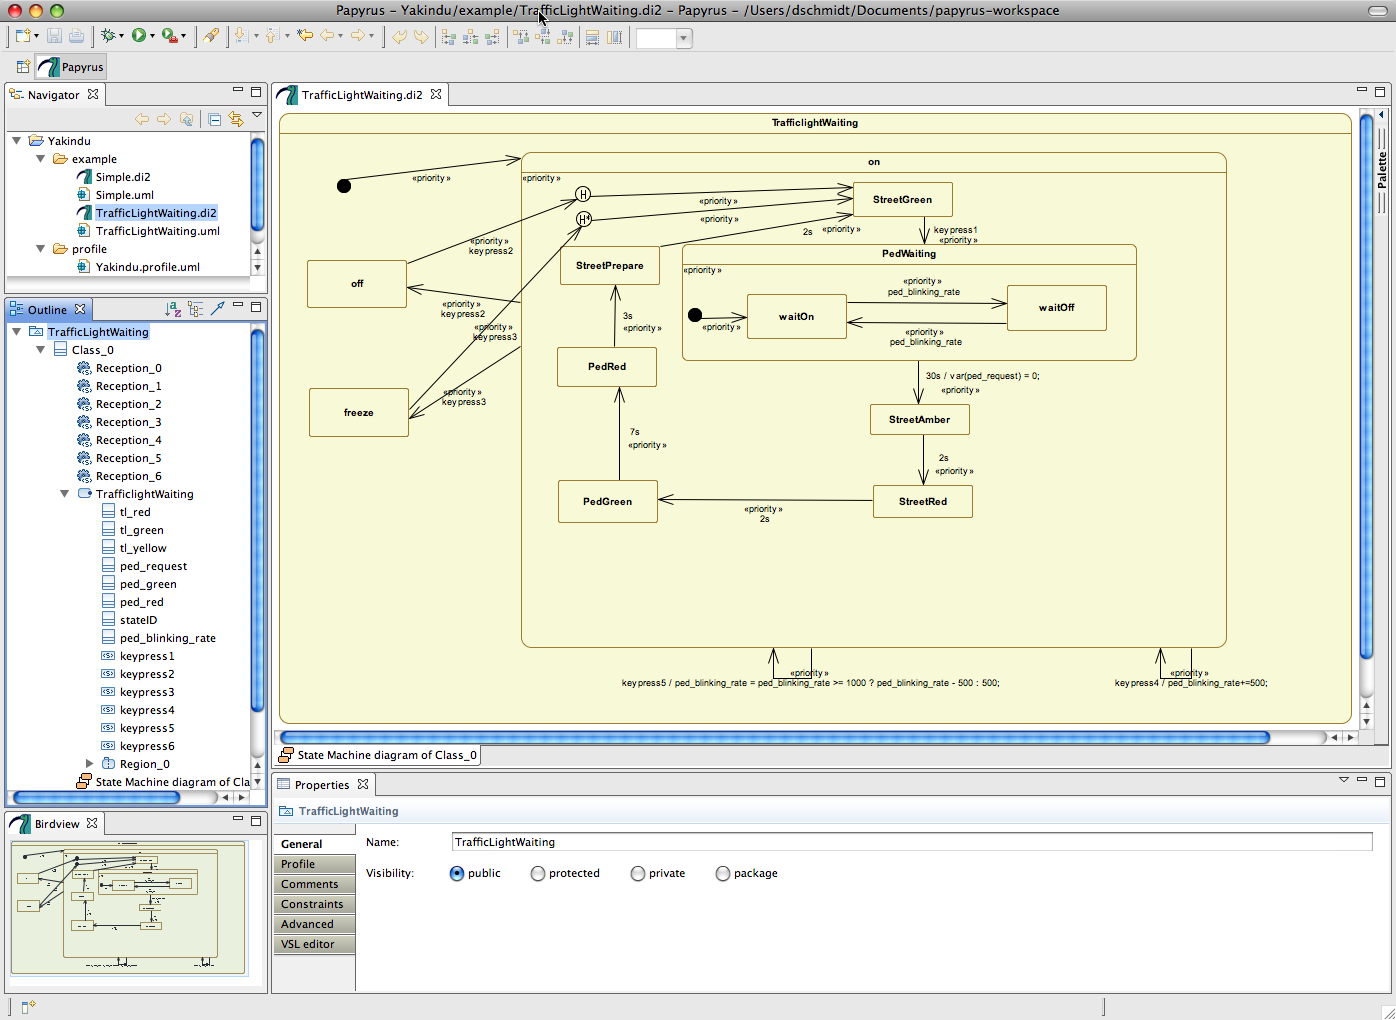 Papyrus – Yakindu/example/TrafficLightWaiting.di2 – Papyrus – /Users/dschmidt/Documents/papyrus-workspace
Papyrus
Navigator
Yakindu
example
Simple.di2
Simple.uml
TrafficLightWaiting.di2
TrafficLightWaiting.uml
profile
Yakindu.profile.uml
Outline
TrafficLightWaiting
Class_0
Reception_0
Reception_1
Reception_2
Reception_3
Reception_4
Reception_5
Reception_6
TrafficlightWaiting
tl_red
tl_green
tl_yellow
ped_request
ped_green
ped_red
stateID
ped_blinking_rate
keypress1
keypress2
keypress3
keypress4
keypress5
keypress6
Region_0
State Machine diagram of Cla
Birdview
TrafficLightWaiting.di2
Palette
TrafficlightWaiting
on
«priority»
«priority»
H
«priority»
StreetGreen
H*
«priority»
2s
«priority»
keypress1
«priority»
«priority»
keypress2
off
StreetPrepare
PedWaiting
«priority»
«priority»
ped_blinking_rate
«priority»
waitOn
waitOff
«priority»
ped_blinking_rate
«priority»
keypress2
«priority»
keypress3
3s
«priority»
PedRed
30s / var(ped_request) = 0;
«priority»
«priority»
keypress3
freeze
StreetAmber
7s
«priority»
2s
«priority»
PedGreen
StreetRed
«priority»
2s
«priority»
keypress5 / ped_blinking_rate = ped_blinking_rate >= 1000 ? ped_blinking_rate - 500 : 500;
«priority»
keypress4 / ped_blinking_rate+=500;
State Machine diagram of Class_0
Properties
TrafficLightWaiting
General
Profile
Comments
Constraints
Advanced
VSL editor
Name:
TrafficLightWaiting
Visibility:
public
protected
private
package